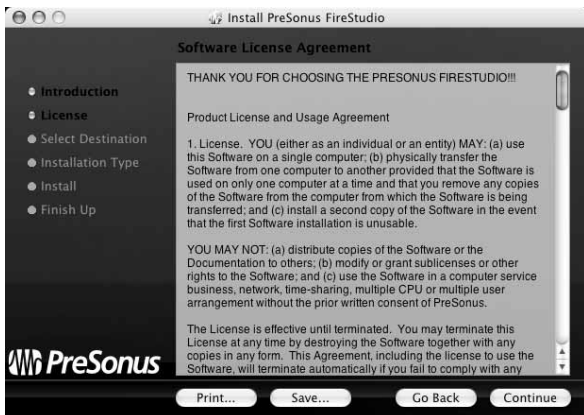 Install PreSonus FireStudio
Software License Agreement
Introduction
License
Select Destination
Installation Type
Install
Finish Up
THANK YOU FOR CHOOSING THE PRESONUS FIRESTUDIO!!!
Product License and Usage Agreement
1. License. YOU (either as an individual or an entity) MAY: (a) use
this Software on a single computer; (b) physically transfer the
Software from one computer to another provided that the Software is
used on only one computer at a time and that you remove any copies
of the Software from the computer from which the Software is being
transferred; and (c) install a second copy of the Software in the event
that the first Software installation is unusable.
YOU MAY NOT: (a) distribute copies of the Software or the
Documentation to others; (b) modify or grant sublicenses or other
rights to the Software; and (c) use the Software in a computer service
business, network, time-sharing, multiple CPU or multiple user
arrangement without the prior written consent of PreSonus.
The License is effective until terminated. You may terminate this
License at any time by destroying the Software together with any
copies in any form. This Agreement, including the license to use the
Software, will terminate automatically if you fail to comply with any
PreSonus
Print...
Save...
Go Back
Continue